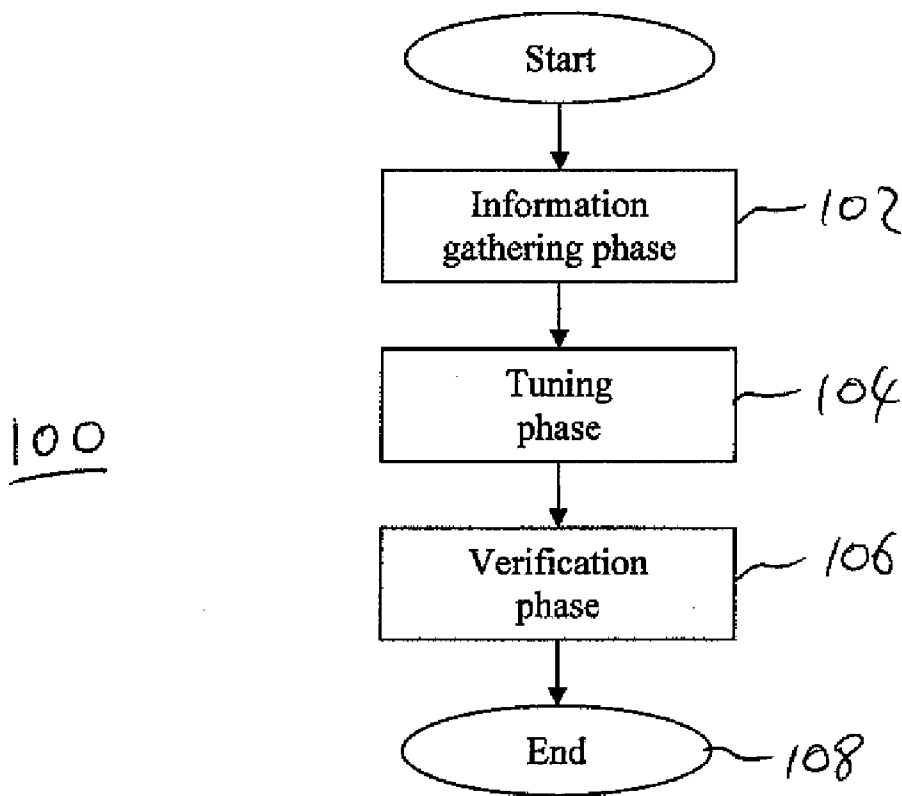 Start
Information
gathering phase
102
Tuning
phase
104
100
Verification
phase
106
End
108